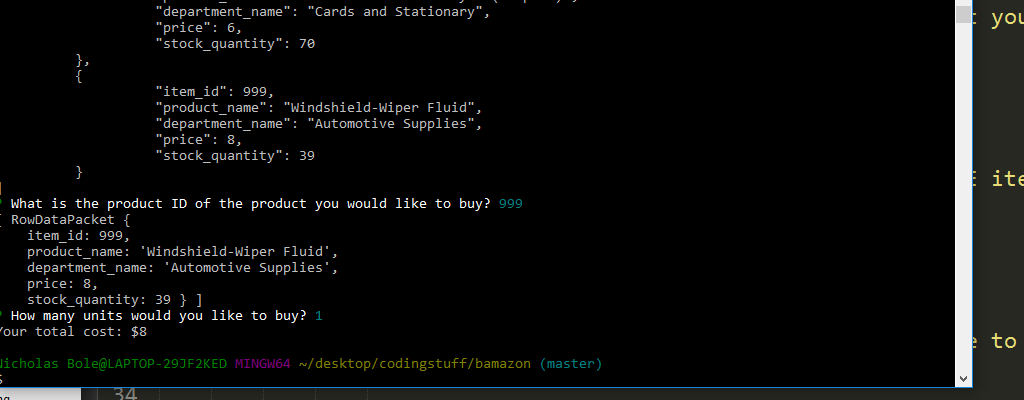 "department_name": "Cards and Stationary",
"price": 6,
"stock_quantity": 70
},
{
"item_id": 999,
"product_name": "Windshield-Wiper Fluid",
"department_name": "Automotive Supplies",
"price": 8,
"stock_quantity": 39
}
]
? What is the product ID of the product you would like to buy? 999
[ RowDataPacket {
item_id: 999,
product_name: 'Windshield-Wiper Fluid',
department_name: 'Automotive Supplies',
price: 8,
stock_quantity: 39 } ]
? How many units would you like to buy? 1
Your total cost: $8
Nicholas Bole@LAPTOP-29JF2KED MINGW64 ~/desktop/codingstuff/bamazon (master)
$
you
E ite
e to
34